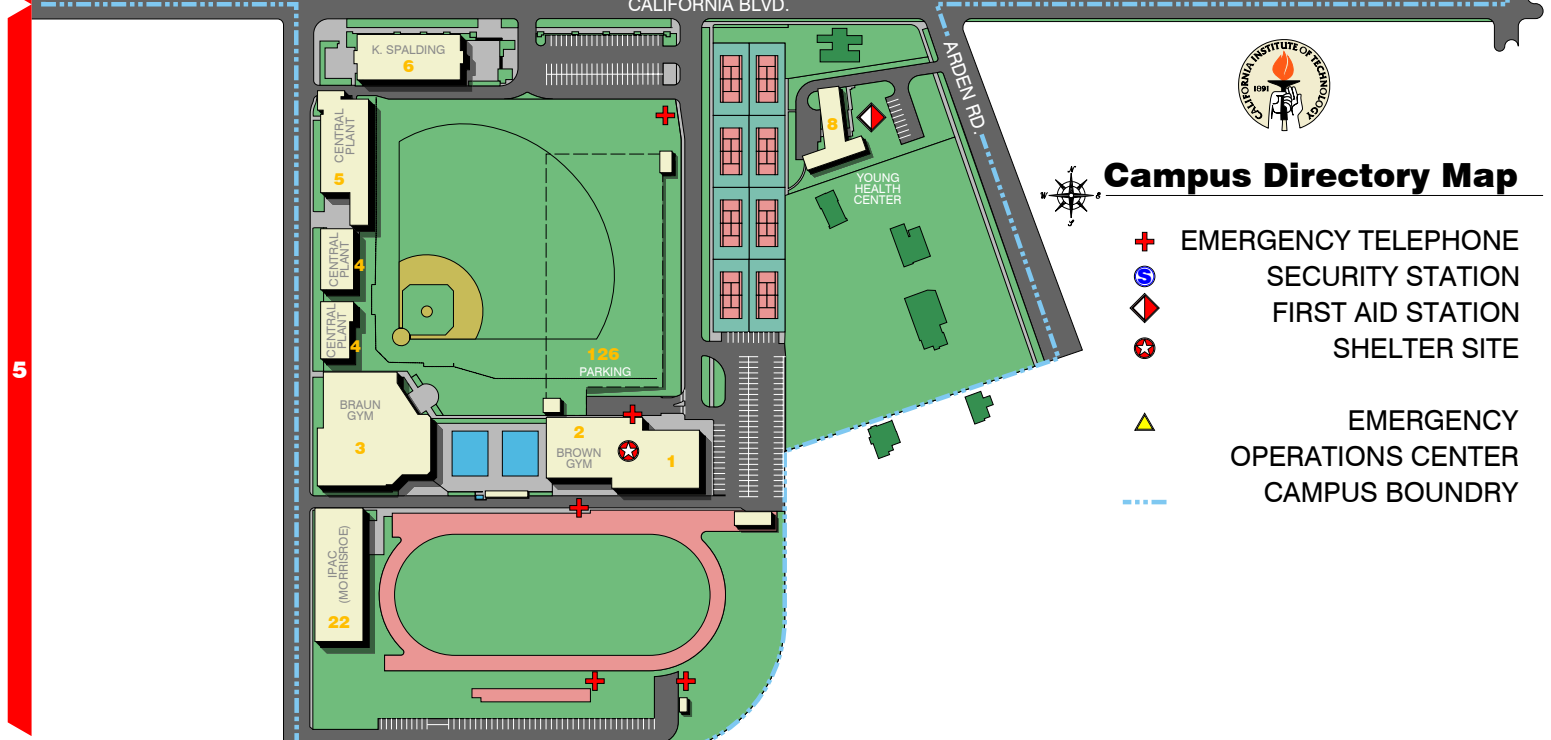 CALIFORNIA BLVD.
K. SPALDING
6
ARDEN RD.
CALIFORNIA INSTITUTE OF TECHNOLOGY
1891
CENTRAL
PLANT
5
8
YOUNG
HEALTH
CENTER
N
W
S
Campus Directory Map
EMERGENCY TELEPHONE
S
SECURITY STATION
FIRST AID STATION
SHELTER SITE
EMERGENCY
OPERATIONS CENTER
CAMPUS BOUNDRY
CENTRAL
PLANT
4
CENTRAL
PLANT
4
5
126
PARKING
BRAUN
GYM
3
2
BROWN
GYM
1
IPAC
(MORRISROE)
22